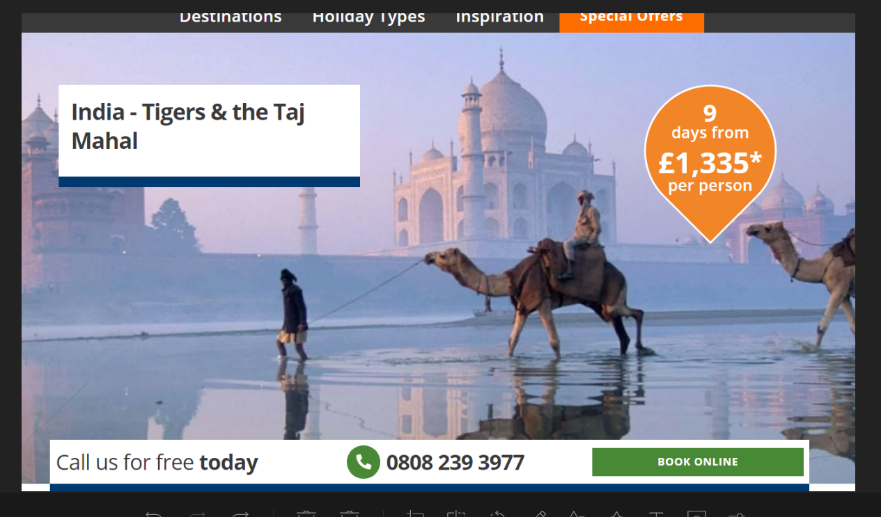 Destinations Holiday Types Inspiration Special Offers
India - Tigers & the Taj
Mahal
9
days from
£1,335*
per person
Call us for free today
0808 239 3977
BOOK ONLINE